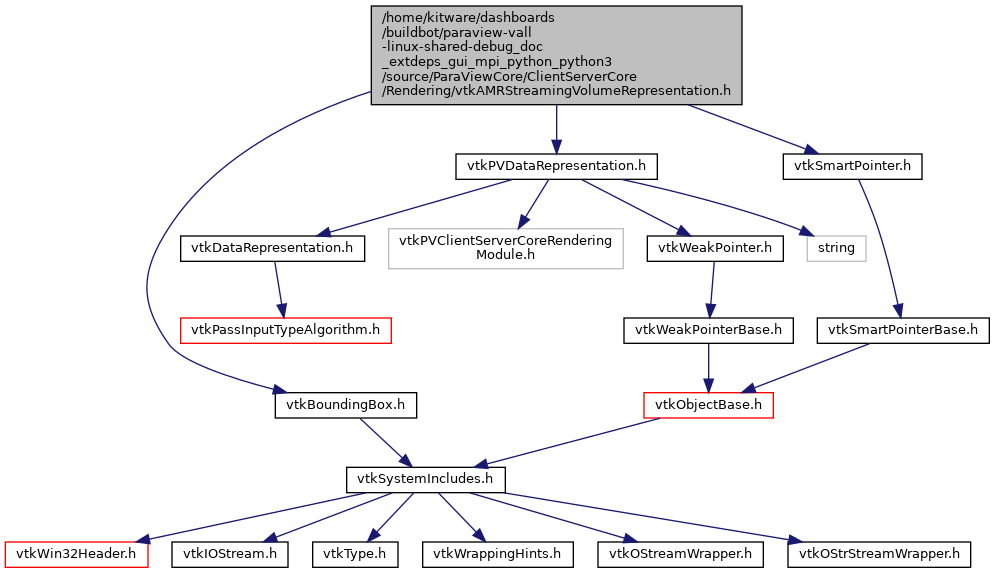 /home/kitware/dashboards
/buildbot/paraview-vall
-linux-shared-debug_doc
_extdeps_gui_mpi_python_python3
/source/ParaViewCore/ClientServerCore
/Rendering/vtkAMRStreamingVolumeRepresentation.h
vtkPVDataRepresentation.h
vtkSmartPointer.h
vtkDataRepresentation.h
vtkPVClientServerCoreRendering
Module.h
vtkWeakPointer.h
string
vtkPassInputTypeAlgorithm.h
vtkWeakPointerBase.h
vtkSmartPointerBase.h
vtkBoundingBox.h
vtkObjectBase.h
vtkSystemIncludes.h
vtkWin32Header.h
vtkIOStream.h
vtkType.h
vtkWrappingHints.h
vtkOStreamWrapper.h
vtkOStrStreamWrapper.h